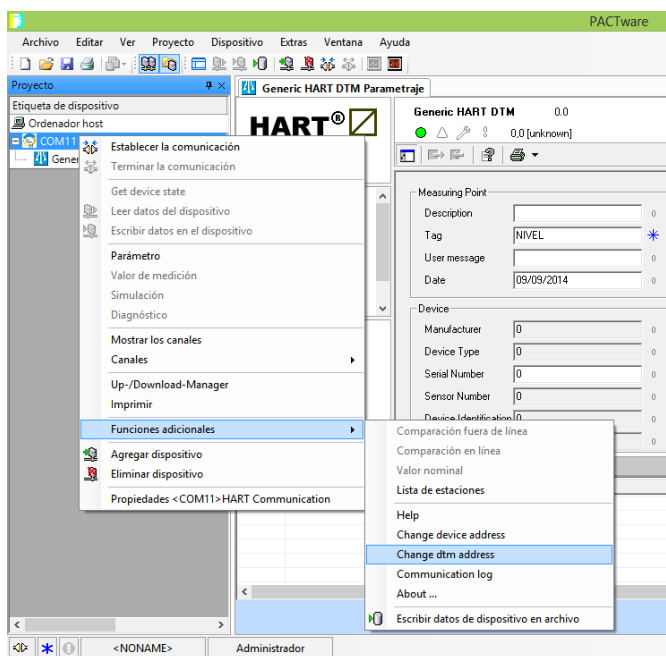 PACTware
Archivo Editar Ver Proyecto Dispositivo Extras Ventana Ayuda
Proyecto
Generic HART DTM Parametraje
Etiqueta de dispositivo
Ordenador host
COM11
Gener
HART®
Generic HART DTM 0.0
0,0 [unknown]
Establecer la comunicación
Terminar la comunicación
Get device state
Leer datos del dispositivo
Escribir datos en el dispositivo
Parámetro
Valor de medición
Simulación
Diagnóstico
Mostrar los canales
Canales
Up-/Download-Manager
Imprimir
Funciones adicionales
Agregar dispositivo
Eliminar dispositivo
Propiedades <COM11>HART Communication
Measuring Point
Description 0
Tag NIVEL
User message 0
Date 09/09/2014 0
Device
Manufacturer 0 0
Device Type 0 0
Serial Number 0 0
Sensor Number 0 0
Device Identification 0 0
0
Comparación fuera de línea
Comparación en línea
Valor nominal
Lista de estaciones
Help
Change device address
Change dtm address
Communication log
About ...
Escribir datos de dispositivo en archivo
<NONAME> Administrador